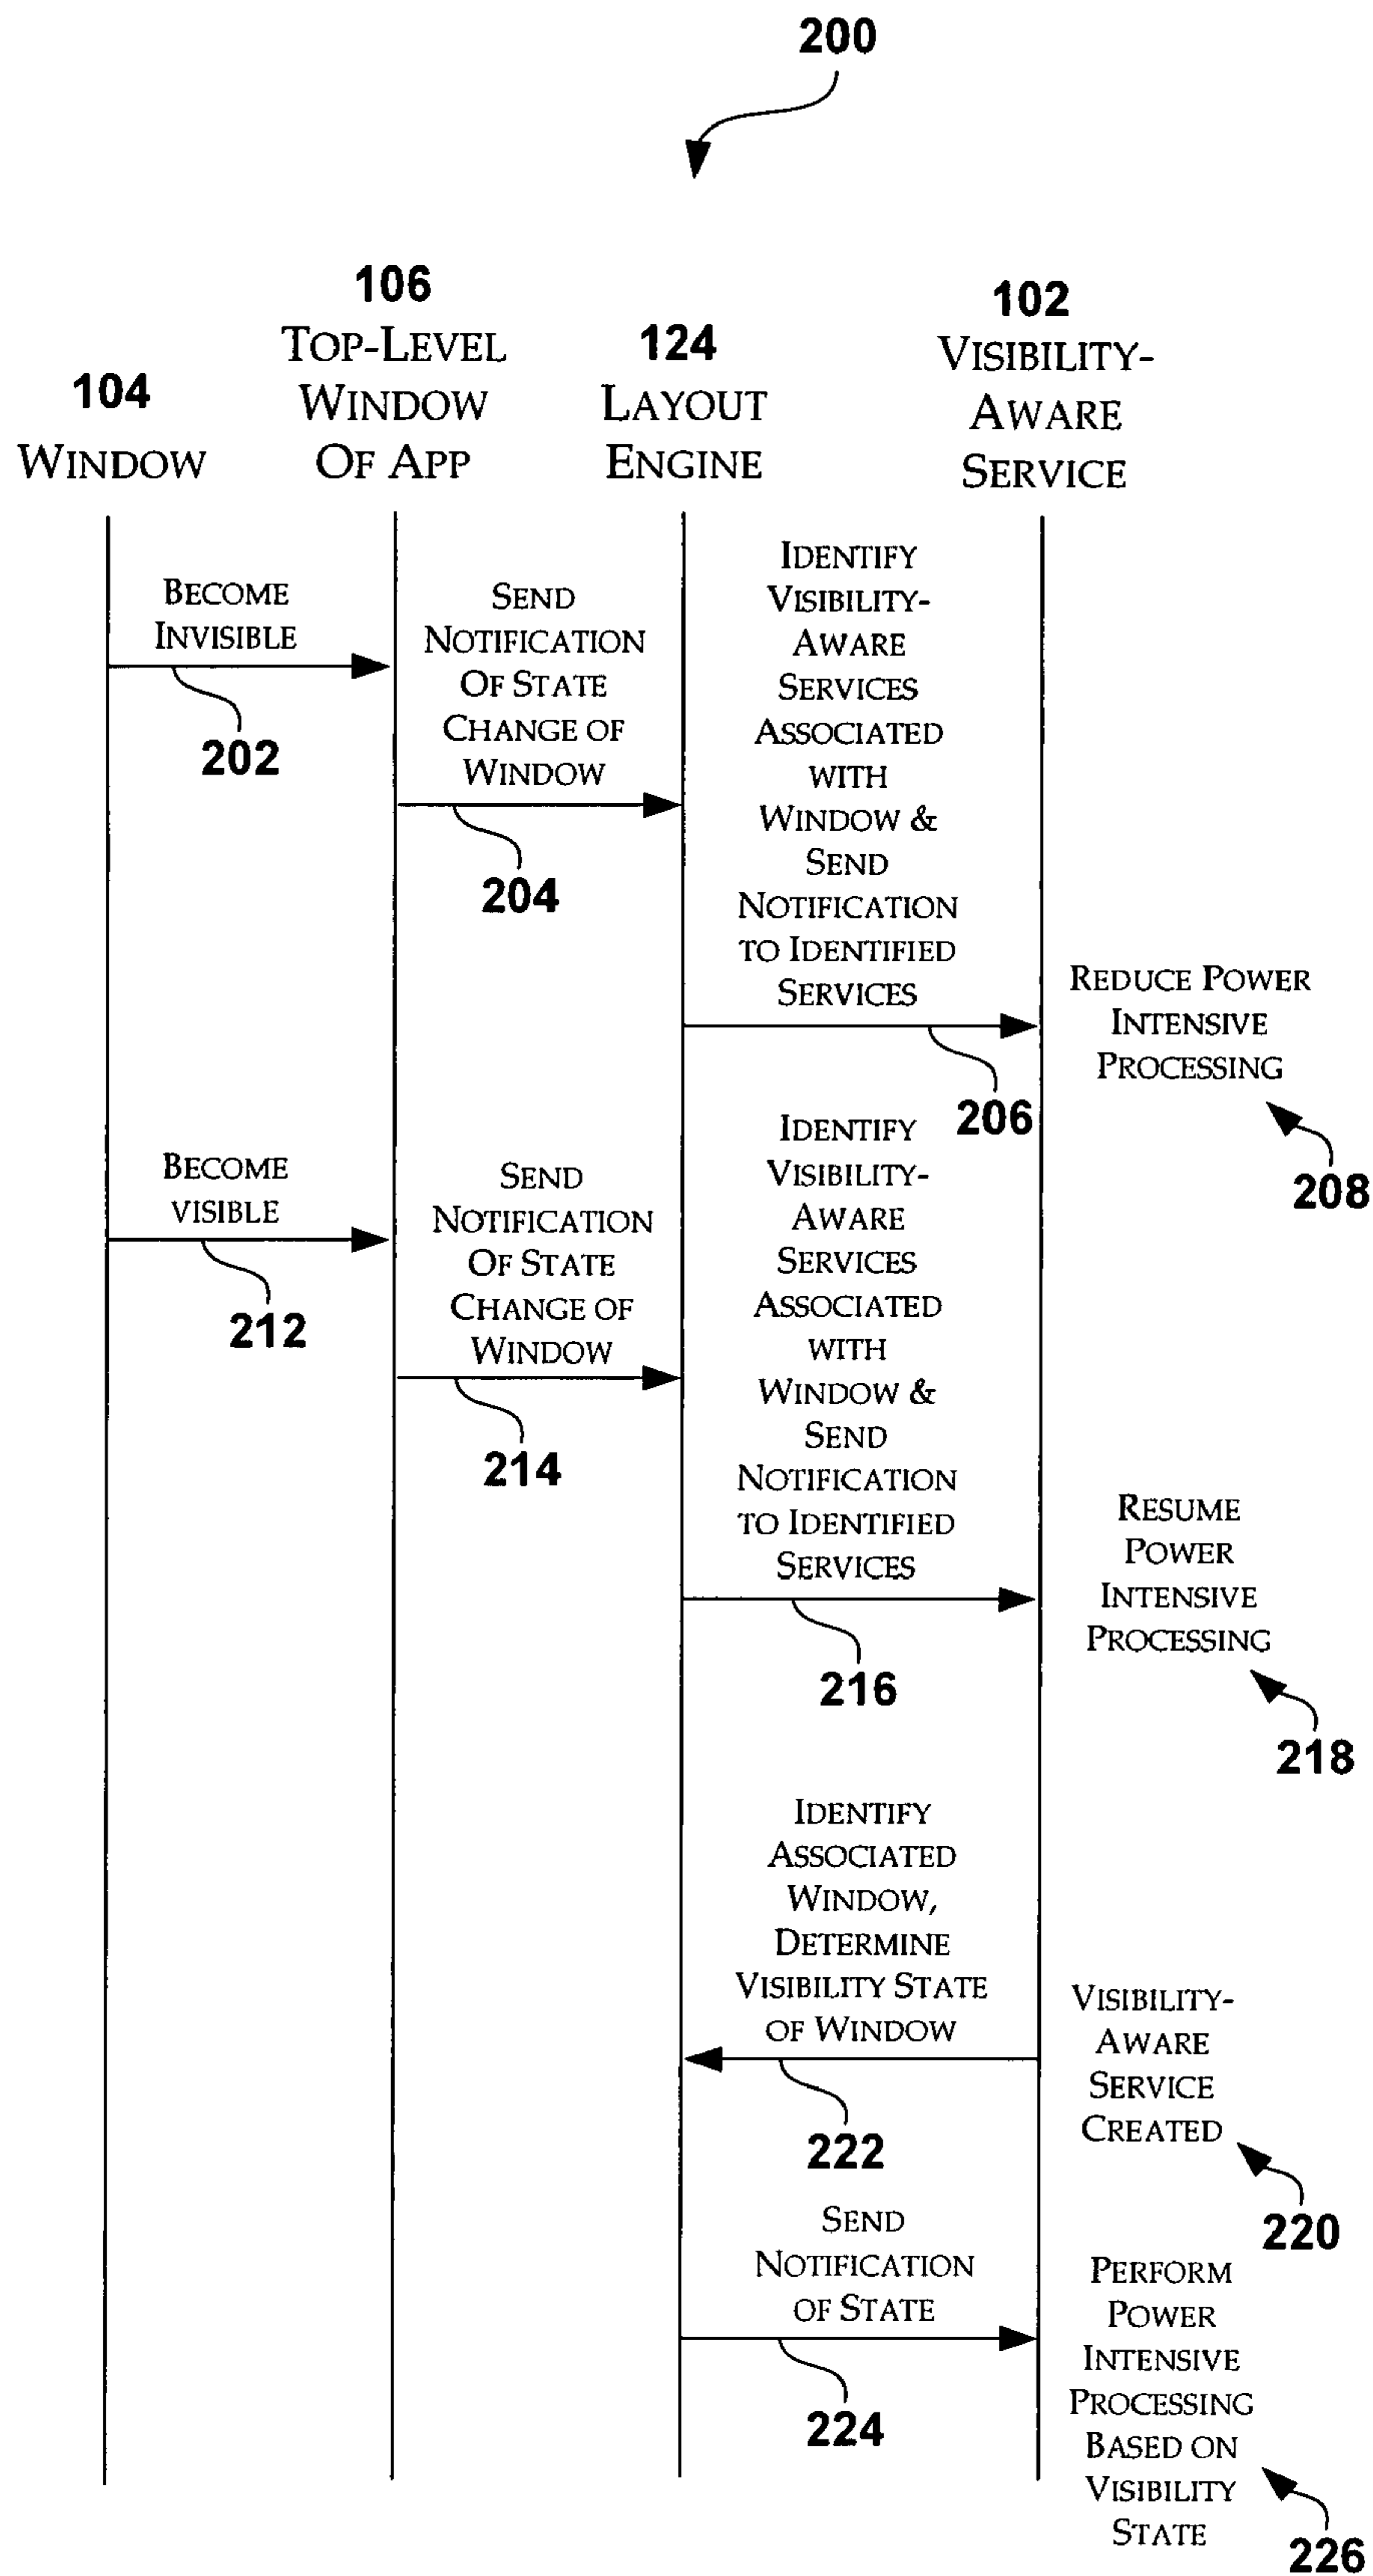 200
104
WINDOW
106
TOP-LEVEL
WINDOW
OF APP
124
LAYOUT
ENGINE
102
VISIBILITY-
AWARE
SERVICE
BECOME
INVISIBLE
202
SEND
NOTIFICATION
OF STATE
CHANGE OF
WINDOW
204
IDENTIFY
VISIBILITY-
AWARE
SERVICES
ASSOCIATED
WITH
WINDOW &
SEND
NOTIFICATION
TO IDENTIFIED
SERVICES
206
REDUCE POWER
INTENSIVE
PROCESSING
208
BECOME
VISIBLE
212
SEND
NOTIFICATION
OF STATE
CHANGE OF
WINDOW
214
IDENTIFY
VISIBILITY-
AWARE
SERVICES
ASSOCIATED
WITH
WINDOW &
SEND
NOTIFICATION
TO IDENTIFIED
SERVICES
216
RESUME
POWER
INTENSIVE
PROCESSING
218
IDENTIFY
ASSOCIATED
WINDOW,
DETERMINE
VISIBILITY STATE
OF WINDOW
222
VISIBILITY-
AWARE
SERVICE
CREATED
220
SEND
NOTIFICATION
OF STATE
224
PERFORM
POWER
INTENSIVE
PROCESSING
BASED ON
VISIBILITY
STATE
226